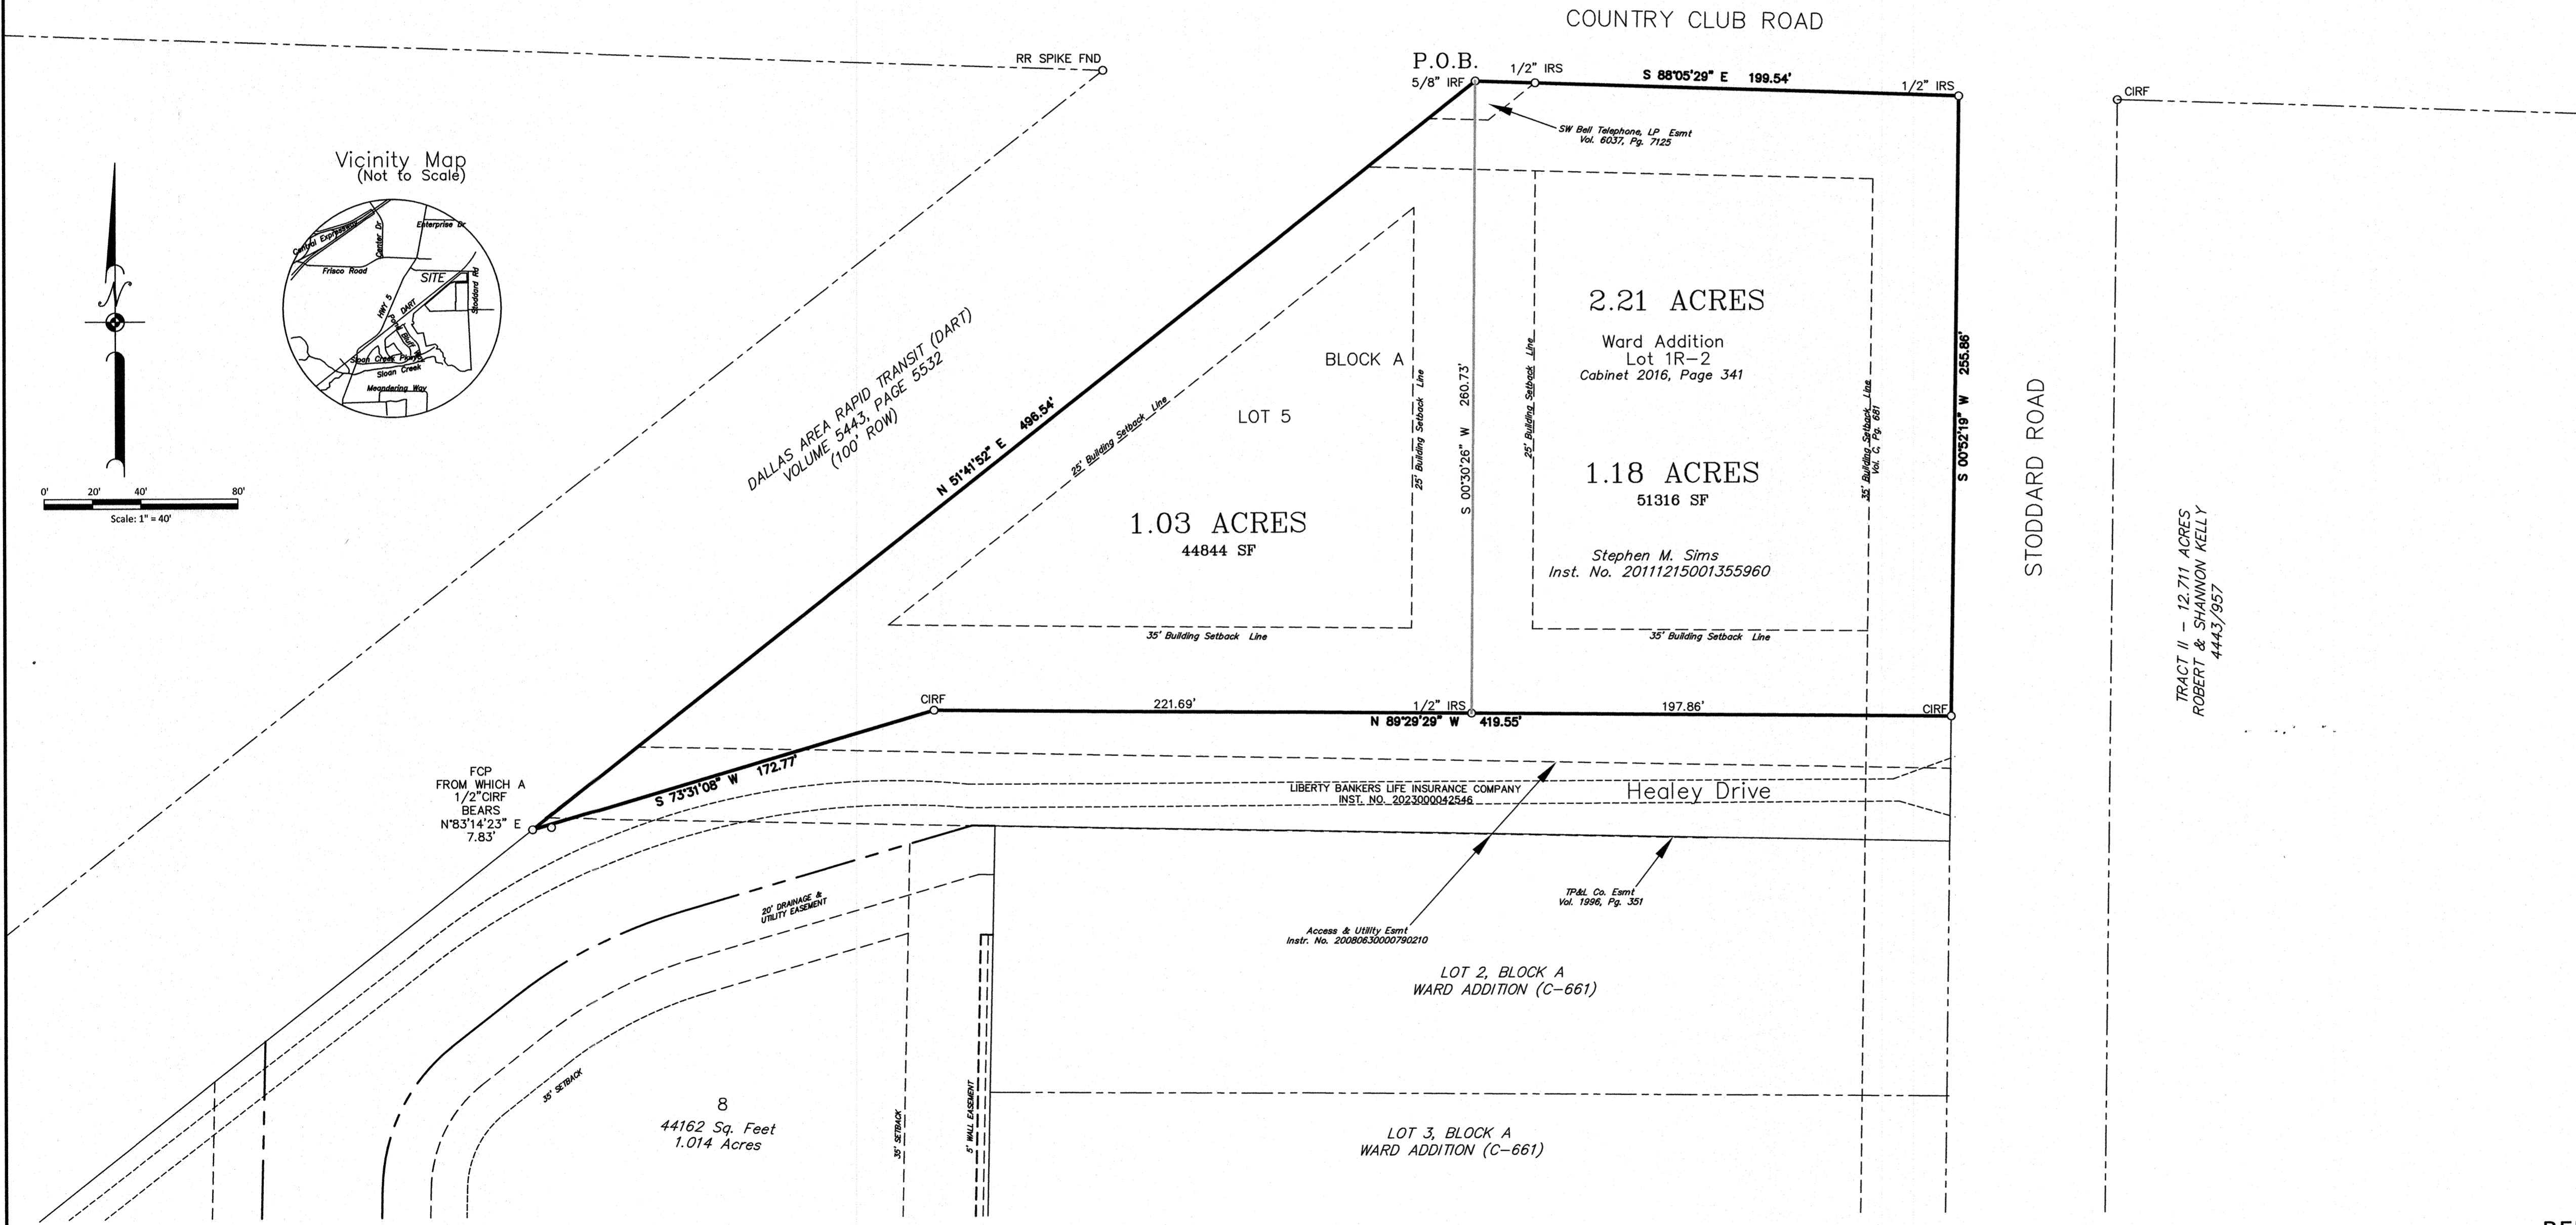 COUNTRY CLUB ROAD
RR SPIKE FND
P.O.B.
5/8" IRF
1/2" IRS
S 88°05'29" E 199.54'
1/2" IRS
CIRF
SW Bell Telephone, LP Esmt
Vol. 6037, Pg. 7125
Vicinity Map
(Not to Scale)
Central Expressway
Center Dr
Enterprise Dr
Frisco Road
SITE
Stoddard Rd
HWY 5
DART
Sloan Creek Pkwy
Sloan Creek
Meandering Way
N
0' 20' 40' 80'
Scale: 1" = 40'
DALLAS AREA RAPID TRANSIT (DART)
VOLUME 5443, PAGE 5532
(100' ROW)
N 51°41'52" E 496.54'
25' Building Setback Line
BLOCK A
LOT 5
25' Building Setback Line
S 00°30'26" W 260.73'
25' Building Setback Line
1.03 ACRES
44844 SF
35' Building Setback Line
2.21 ACRES
Ward Addition
Lot 1R-2
Cabinet 2016, Page 341
1.18 ACRES
51316 SF
Stephen M. Sims
Inst. No. 20111215001355960
35' Building Setback Line
35' Building Setback Line
Vol. C, Pg. 681
S 00°52'19" W 255.86'
STODDARD ROAD
TRACT II - 12.711 ACRES
ROBERT & SHANNON KELLY
4443/957
CIRF
221.69'
1/2" IRS
197.86'
CIRF
N 89°29'29" W 419.55'
FCP
FROM WHICH A
1/2"CIRF
BEARS
N°83'14'23" E
7.83'
S 73°31'08" W 172.77'
LIBERTY BANKERS LIFE INSURANCE COMPANY
INST. NO. 2023000042546
Healey Drive
20' DRAINAGE &
UTILITY EASEMENT
TP&L Co. Esmt
Vol. 1996, Pg. 351
Access & Utility Esmt
Instr. No. 20080630000790210
LOT 2, BLOCK A
WARD ADDITION (C-661)
35' SETBACK
8
44162 Sq. Feet
1.014 Acres
35' SETBACK
5' WALL EASEMENT
LOT 3, BLOCK A
WARD ADDITION (C-661)